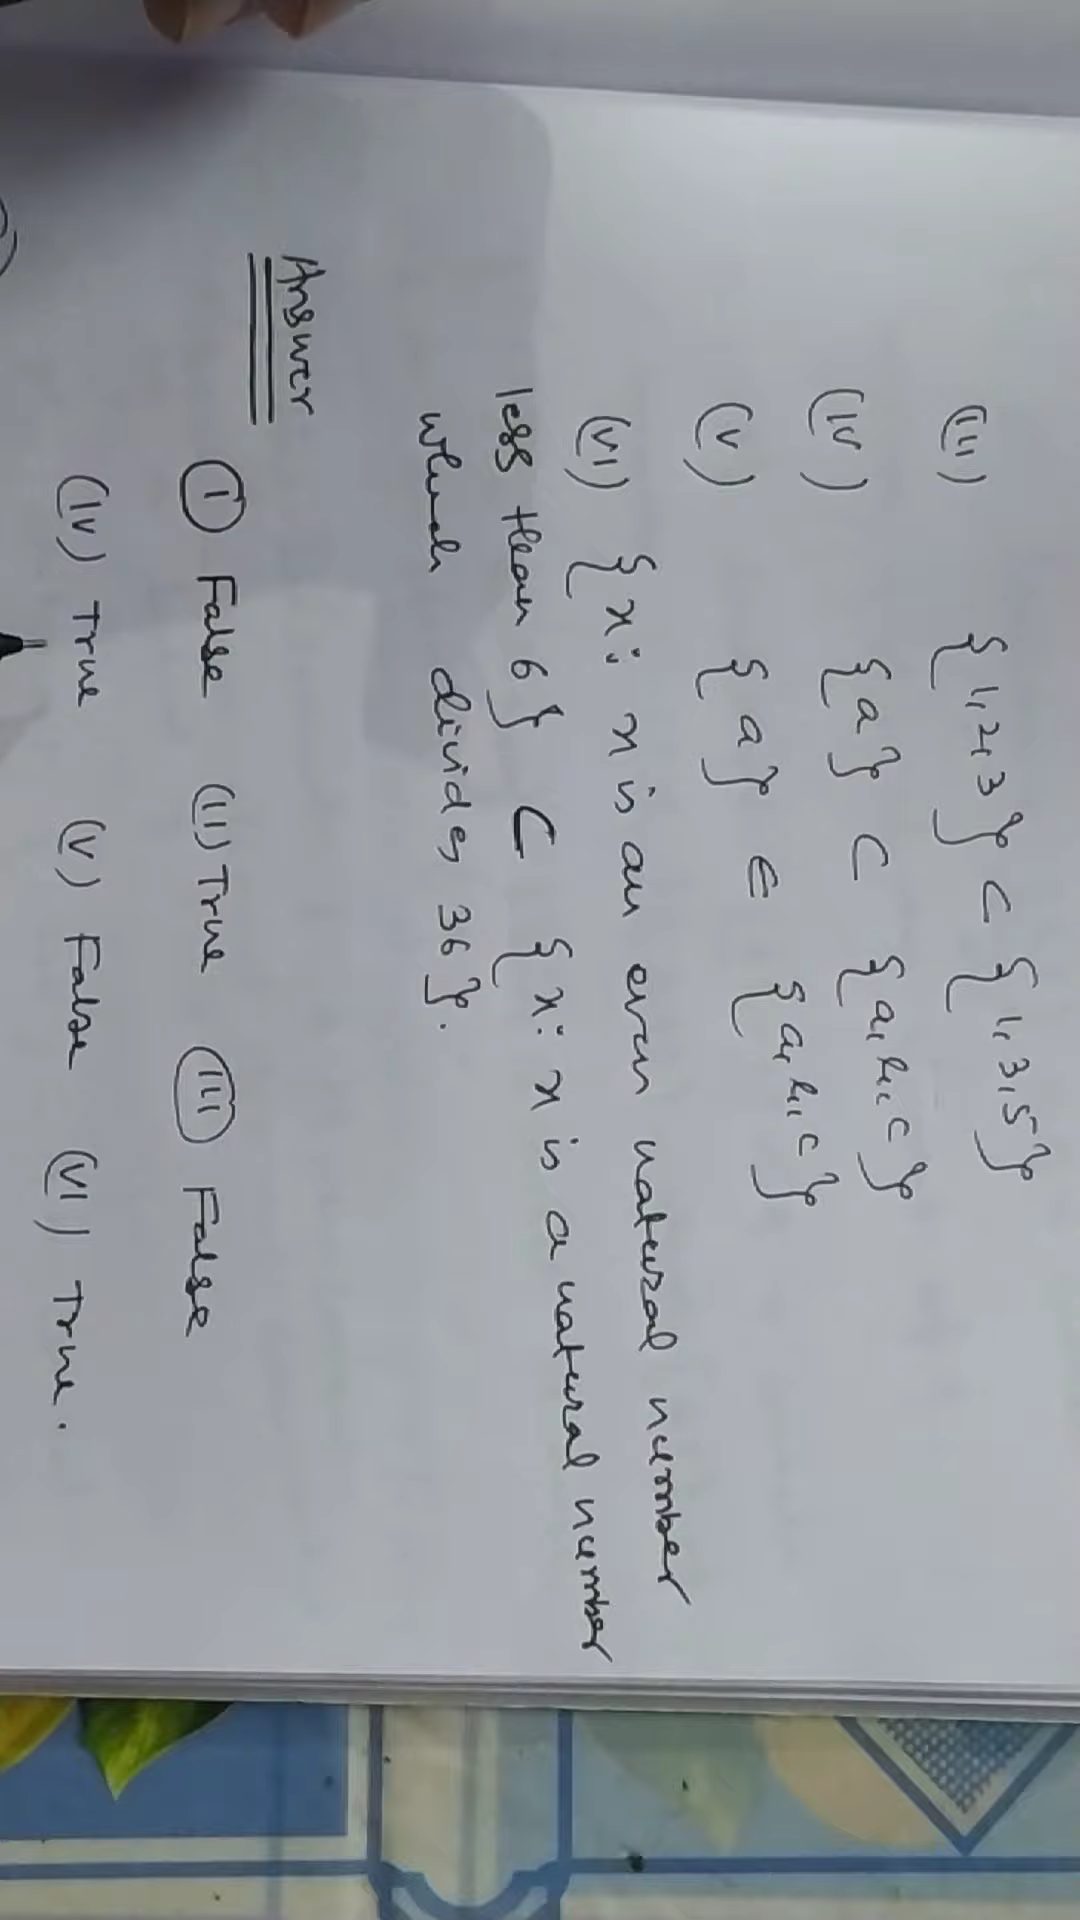 (III) {1,2,3} ⊂ {1,3,5}
(IV) {a} ⊂ {a,b,c}
(V) {a} ∈ {a,b,c}
(VI) {x: x is an even natural number
less than 6} ⊂ {x: x is a natural number
which divides 36}.
Answer
(I) False (II) True (III) False
(IV) True (V) False (VI) True.